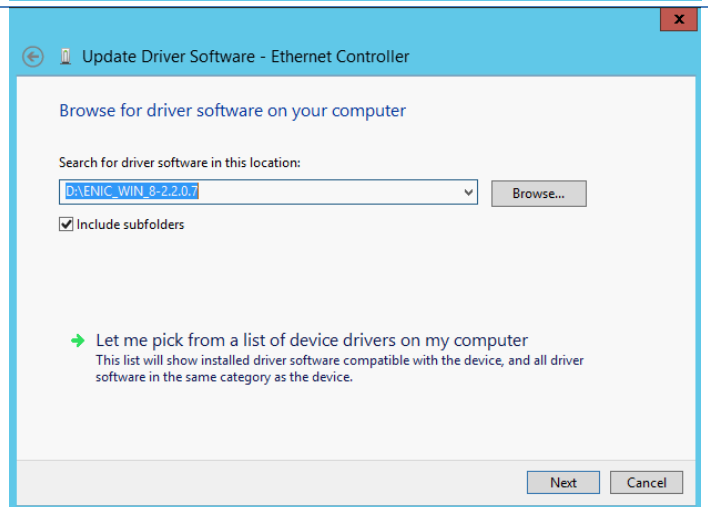 x
Update Driver Software - Ethernet Controller
Browse for driver software on your computer
Search for driver software in this location:
D:\ENIC_WIN_8-2.2.0.7
Browse...
Include subfolders
Let me pick from a list of device drivers on my computer
This list will show installed driver software compatible with the device, and all driver
software in the same category as the device.
Next Cancel